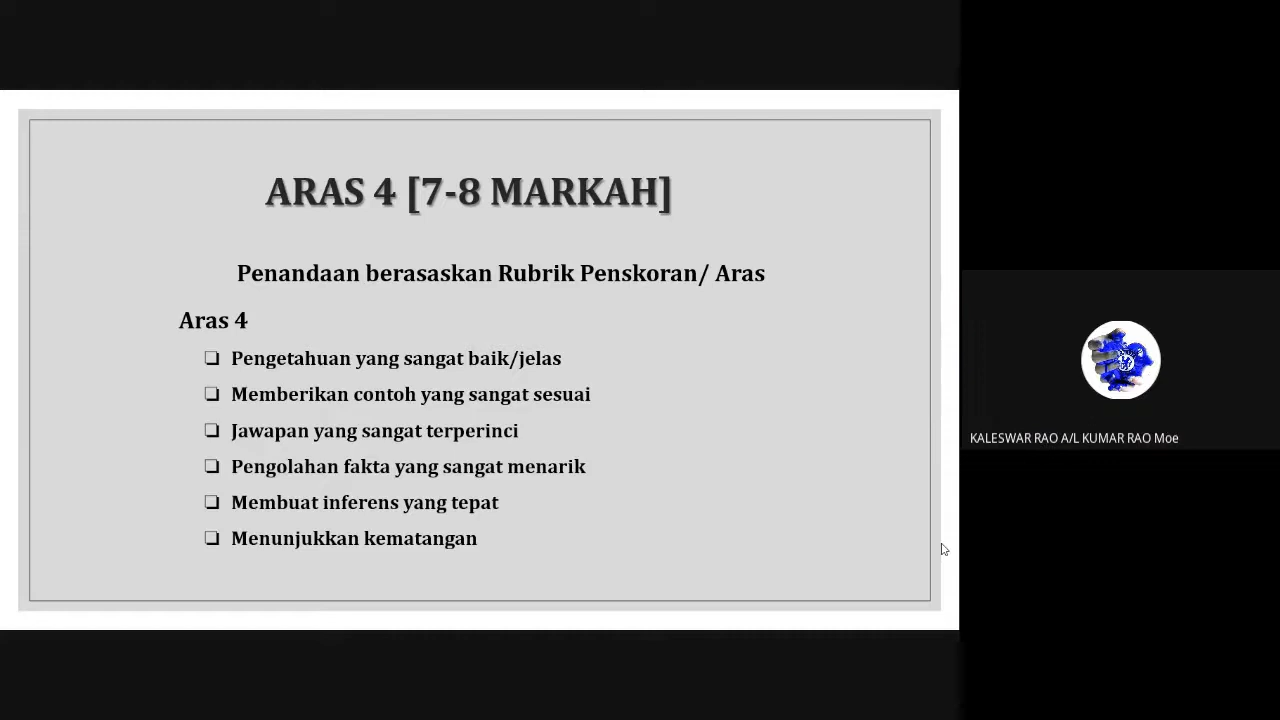 ARAS 4 [7-8 MARKAH]
Penandaan berasaskan Rubrik Penskoran/ Aras
Aras 4
❑ Pengetahuan yang sangat baik/jelas
❑ Memberikan contoh yang sangat sesuai
❑ Jawapan yang sangat terperinci
❑ Pengolahan fakta yang sangat menarik
❑ Membuat inferens yang tepat
❑ Menunjukkan kematangan
KALESWAR RAO A/L KUMAR RAO Moe